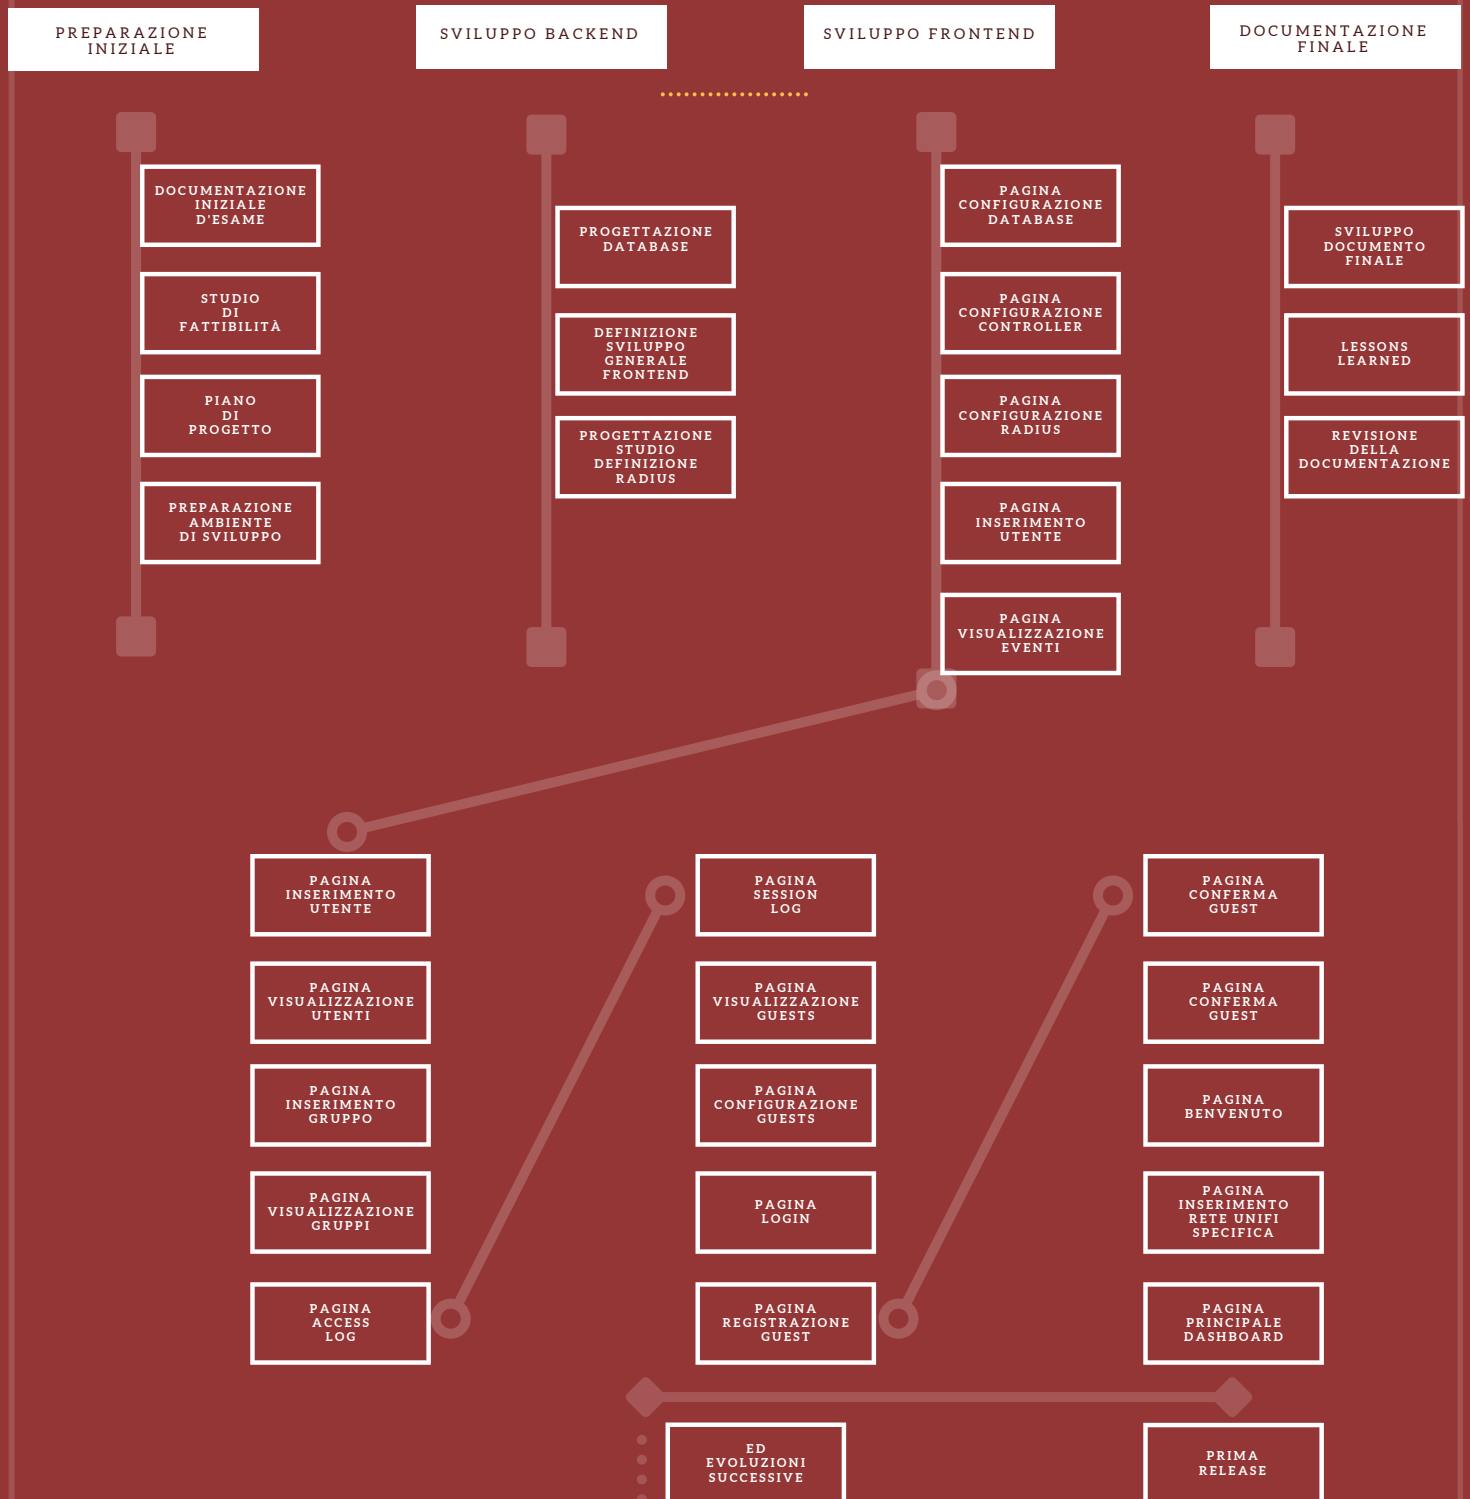 PREPARAZIONE
INIZIALE
SVILUPPO BACKEND
SVILUPPO FRONTEND
DOCUMENTAZIONE
FINALE
DOCUMENTAZIONE
INIZIALE
D'ESAME
STUDIO
DI
FATTIBILITÀ
PIANO
DI
PROGETTO
PREPARAZIONE
AMBIENTE
DI SVILUPPO
PROGETTAZIONE
DATABASE
DEFINIZIONE
SVILUPPO
GENERALE
FRONTEND
PROGETTAZIONE
STUDIO
DEFINIZIONE
RADIUS
PAGINA
CONFIGURAZIONE
DATABASE
PAGINA
CONFIGURAZIONE
CONTROLLER
PAGINA
CONFIGURAZIONE
RADIUS
PAGINA
INSERIMENTO
UTENTE
PAGINA
VISUALIZZAZIONE
EVENTI
SVILUPPO
DOCUMENTO
FINALE
LESSONS
LEARNED
REVISIONE
DELLA
DOCUMENTAZIONE
PAGINA
INSERIMENTO
UTENTE
PAGINA
VISUALIZZAZIONE
UTENTI
PAGINA
INSERIMENTO
GRUPPO
PAGINA
VISUALIZZAZIONE
GRUPPI
PAGINA
ACCESS
LOG
PAGINA
SESSION
LOG
PAGINA
VISUALIZZAZIONE
GUESTS
PAGINA
CONFIGURAZIONE
GUESTS
PAGINA
LOGIN
PAGINA
REGISTRAZIONE
GUEST
PAGINA
CONFERMA
GUEST
PAGINA
CONFERMA
GUEST
PAGINA
BENVENUTO
PAGINA
INSERIMENTO
RETE UNIFI
SPECIFICA
PAGINA
PRINCIPALE
DASHBOARD
ED
EVOLUZIONI
SUCCESSIVE
PRIMA
RELEASE